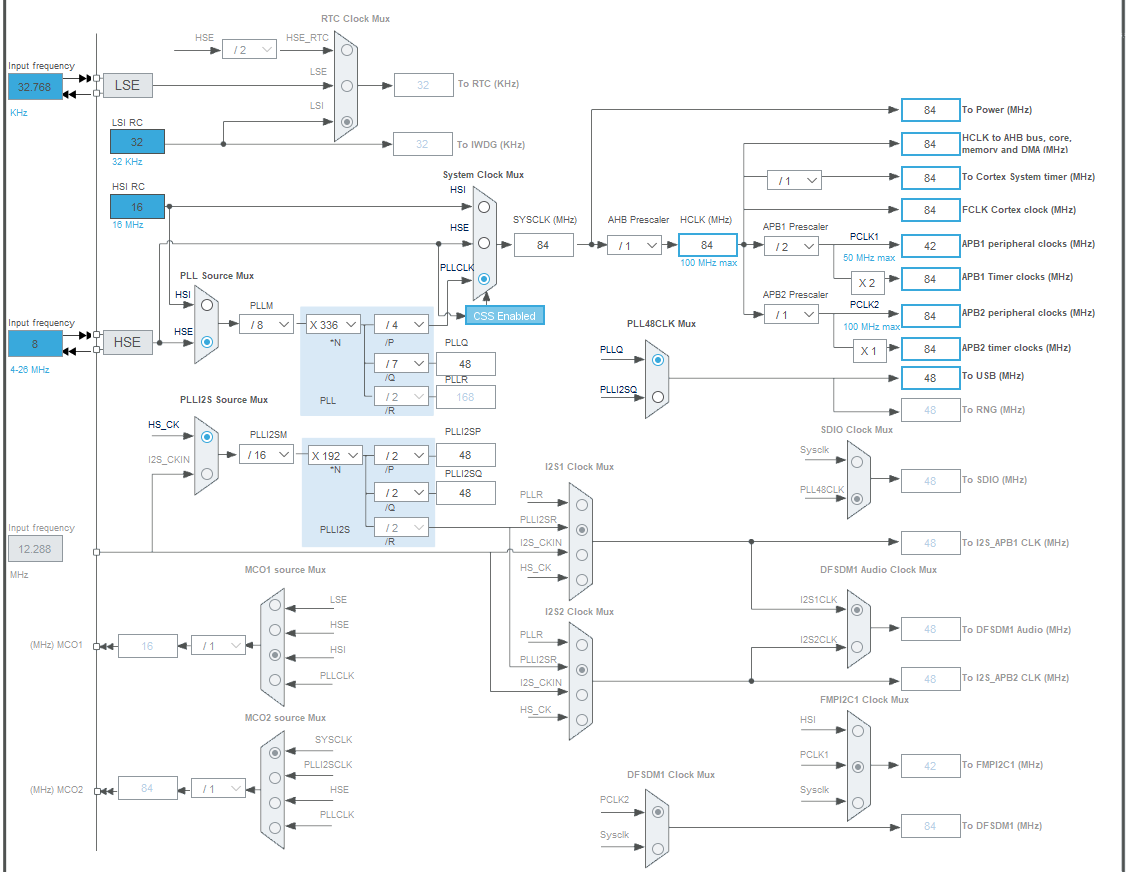 RTC Clock Mux
HSE
/ 2
HSE_RTC
Input frequency
32.768
KHz
LSE
LSE
32
To RTC (KHz)
LSI
LSI RC
32
32 KHz
32
To IWDG (KHz)
84
To Power (MHz)
84
HCLK to AHB bus, core,
memory and DMA (MHz)
System Clock Mux
HSI
HSI RC
16
16 MHz
/ 1
84
To Cortex System timer (MHz)
84
FCLK Cortex clock (MHz)
HSE
SYSCLK (MHz)
84
AHB Prescaler
/ 1
HCLK (MHz)
84
100 MHz max
APB1 Prescaler
/ 2
PCLK1
50 MHz max
42
APB1 peripheral clocks (MHz)
X 2
84
APB1 Timer clocks (MHz)
PLLCLK
PLL Source Mux
HSI
HSE
Input frequency
8
4-26 MHz
HSE
PLLM
/ 8
X 336
*N
/ 4
/P
CSS Enabled
APB2 Prescaler
/ 1
PCLK2
100 MHz max
84
APB2 peripheral clocks (MHz)
X 1
84
APB2 timer clocks (MHz)
PLLQ
/ 7
/Q
48
PLLR
/ 2
/R
168
PLL
PLL48CLK Mux
PLLQ
PLLI2SQ
48
To USB (MHz)
48
To RNG (MHz)
PLLI2S Source Mux
HS_CK
I2S_CKIN
PLLI2SM
/ 16
X 192
*N
/ 2
/P
PLLI2SP
48
PLLI2SQ
/ 2
/Q
48
/ 2
/R
PLLI2S
SDIO Clock Mux
Sysclk
PLL48CLK
48
To SDIO (MHz)
I2S1 Clock Mux
PLLR
PLLI2SR
I2S_CKIN
HS_CK
48
To I2S_APB1 CLK (MHz)
Input frequency
12.288
MHz
DFSDM1 Audio Clock Mux
I2S1CLK
I2S2CLK
48
To DFSDM1 Audio (MHz)
MCO1 source Mux
LSE
HSE
HSI
PLLCLK
(MHz) MCO1
16
/ 1
I2S2 Clock Mux
PLLR
PLLI2SR
I2S_CKIN
HS_CK
48
To I2S_APB2 CLK (MHz)
FMPI2C1 Clock Mux
HSI
PCLK1
Sysclk
42
To FMPI2C1 (MHz)
MCO2 source Mux
SYSCLK
PLLI2SCLK
HSE
PLLCLK
(MHz) MCO2
84
/ 1
DFSDM1 Clock Mux
PCLK2
Sysclk
84
To DFSDM1 (MHz)